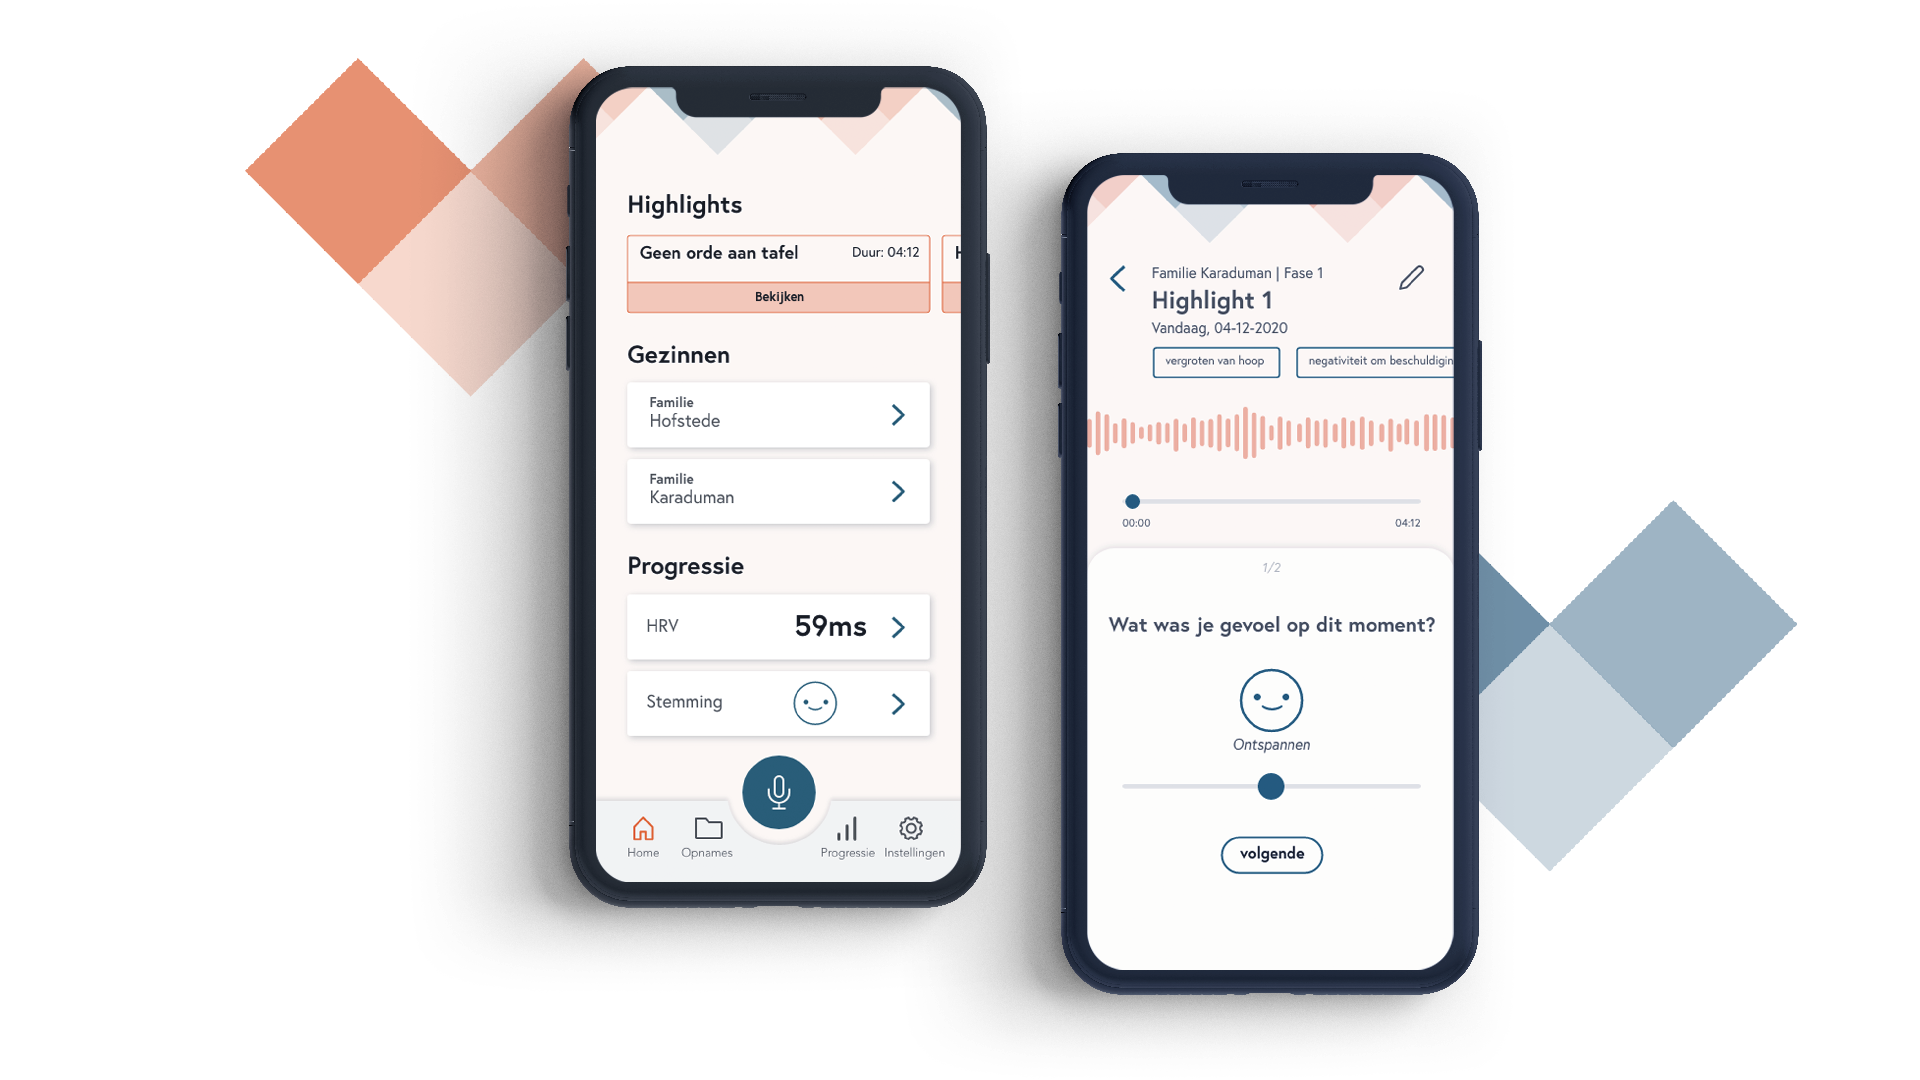 Highlights
Geen orde aan tafel Duur: 04:12
Bekijken
Gezinnen
Familie
Hofstede
Familie
Karaduman
Progressie
HRV 59ms
Stemming
Home Opnames Progressie Instellingen
Familie Karaduman | Fase 1
Highlight 1
Vandaag, 04-12-2020
vergroten van hoop negativiteit om beschuldigin
00:00 04:12
1/2
Wat was je gevoel op dit moment?
Ontspannen
volgende